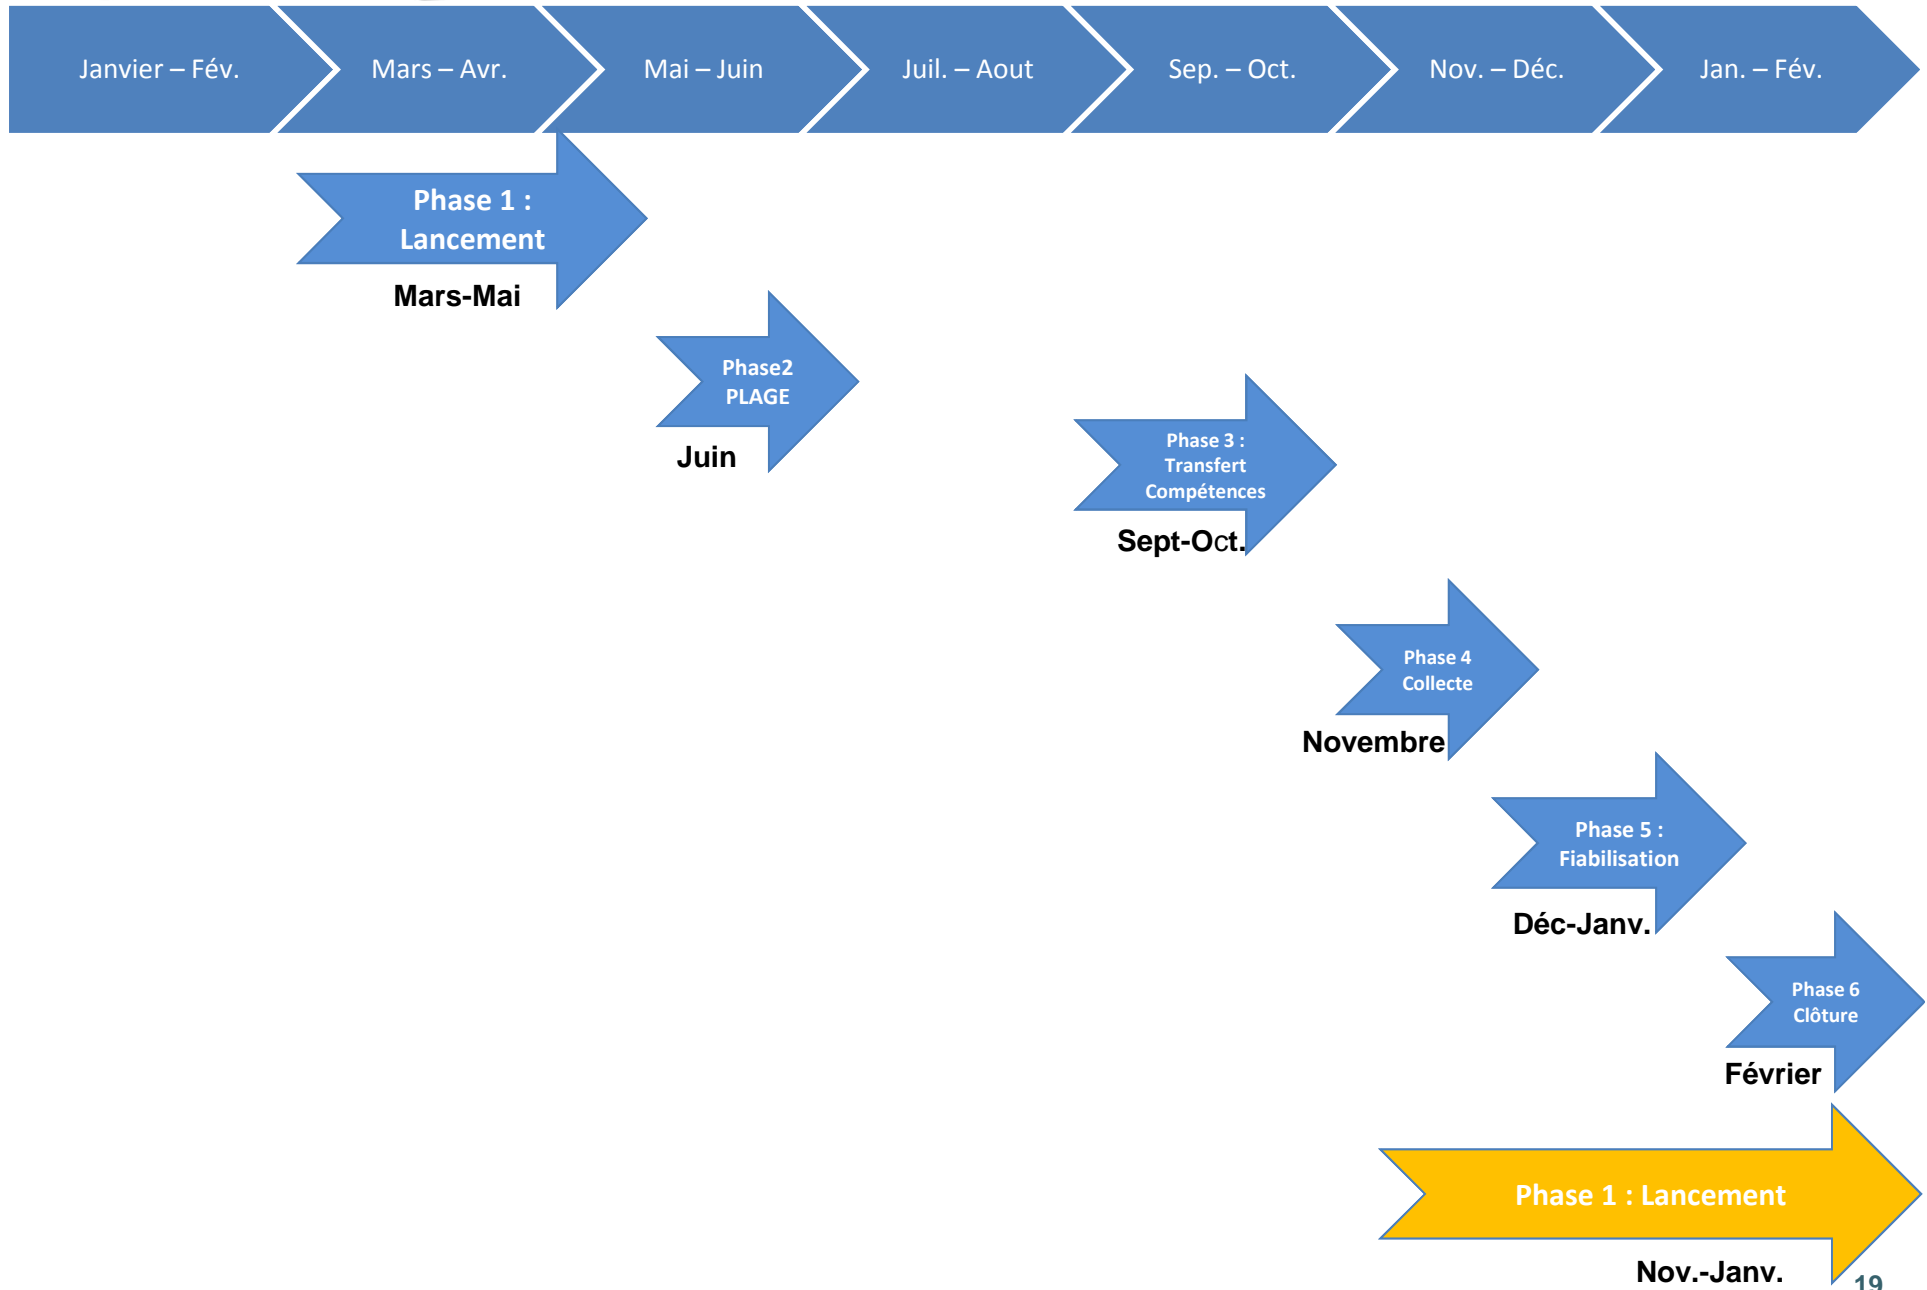 Janvier – Fév.
Mars – Avr.
Mai – Juin
Juil. – Aout
Sep. – Oct.
Nov. – Déc.
Jan. – Fév.
Phase 1 :
Lancement
Mars-Mai
Phase2
PLAGE
Juin
Phase 3 :
Transfert
Compétences
Sept-Oct.
Phase 4
Collecte
Novembre
Phase 5 :
Fiabilisation
Déc-Janv.
Phase 6
Clôture
Février
Phase 1 : Lancement
Nov.-Janv.
19